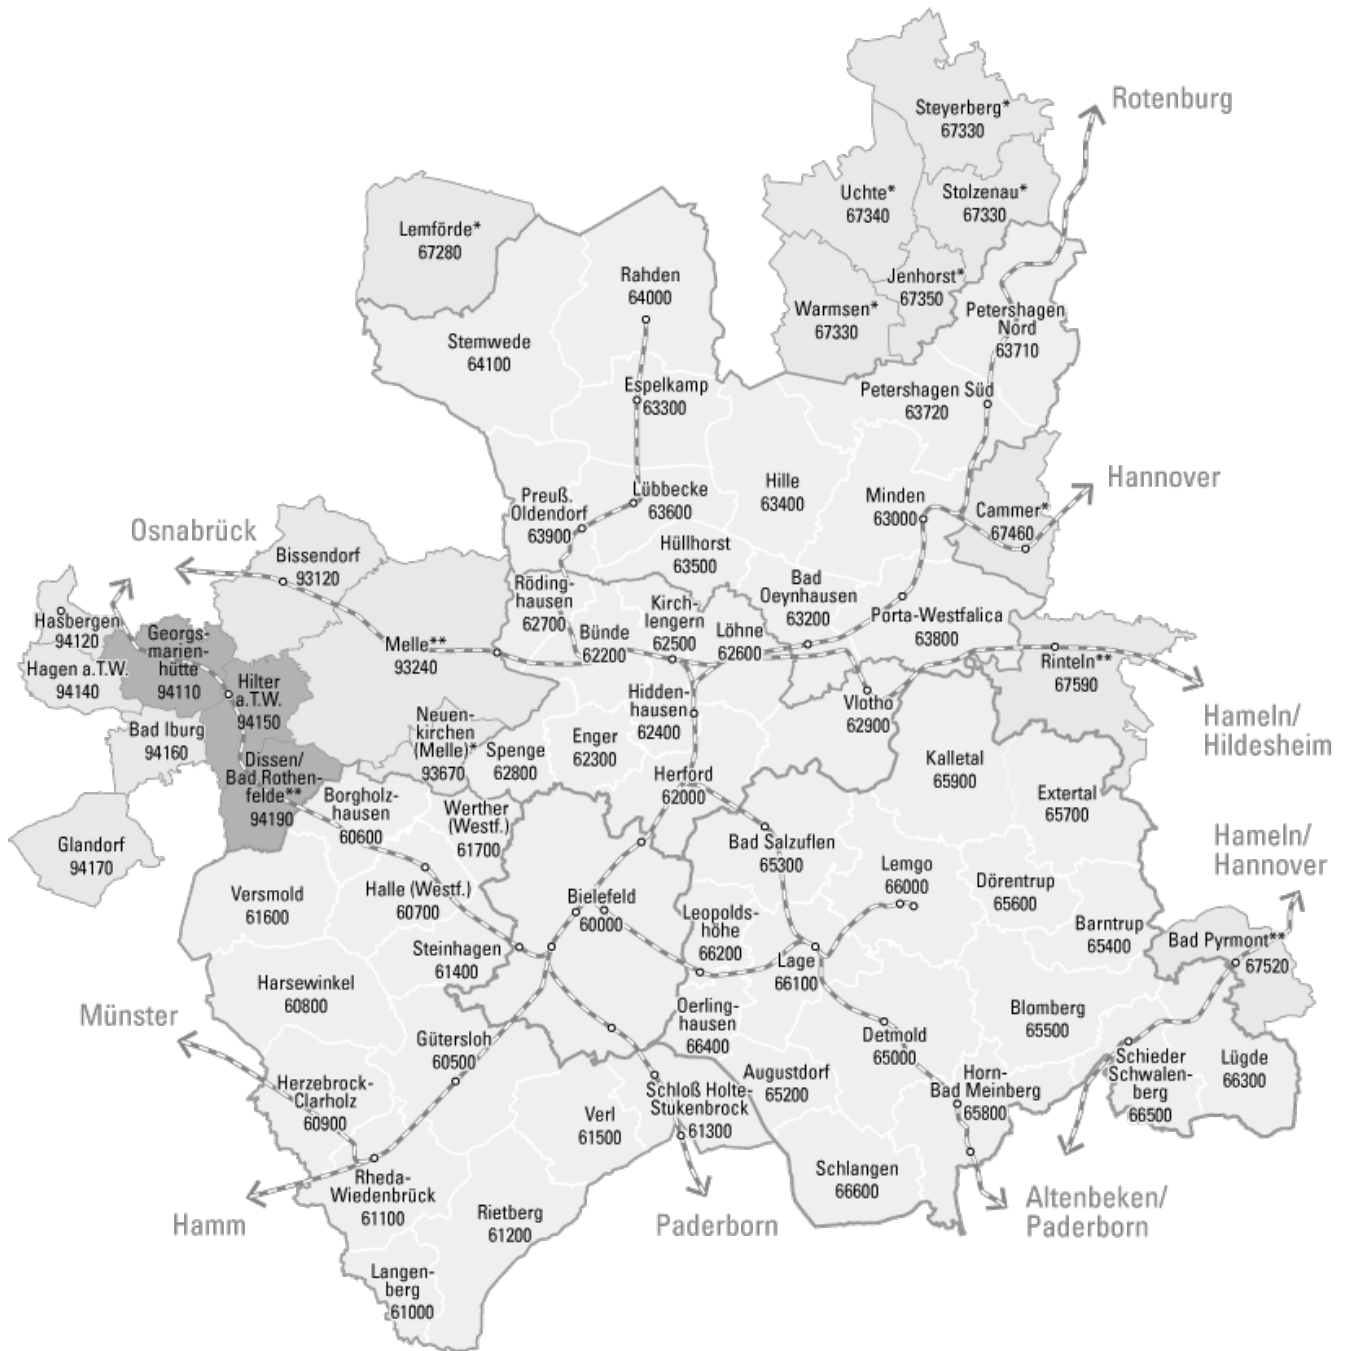 Steyerberg*
67330
Rotenburg
Uchte*
67340
Stolzenau*
67330
Lemförde*
67280
Jenhorst*
67350
Rahden
64000
Warmsen*
67330
Petershagen
Nord
63710
Stemwede
64100
Espelkamp
63300
Petershagen Süd
63720
Hannover
Hille
63400
Lübbecke
63600
Preuß.
Oldendorf
63900
Minden
63000
Cammer*
67460
Osnabrück
Bissendorf
93120
Hüllhorst
63500
Röding-
hausen
62700
Bad
Oeynhausen
63200
Kirch-
lengern
62500
Porta-Westfalica
63800
Hasbergen
94120
Georgs-
marien-
hütte
94110
Bünde
62200
Löhne
62600
Melle**
93240
Rinteln**
67590
Hagen a.T.W.
94140
Hilter
a.T.W.
94150
Hidden-
hausen
62400
Vlotho
62900
Hameln/
Hildesheim
Bad Iburg
94160
Neuen-
kirchen
(Melle)*
93670
Spenge
62800
Enger
62300
Kalletal
65900
Dissen/
Bad Rothen-
felde**
94190
Herford
62000
Extertal
65700
Borgholz-
hausen
60600
Werther
(Westf.)
61700
Glandorf
94170
Bad Salzuflen
65300
Hameln/
Hannover
Lemgo
66000
Halle (Westf.)
60700
Versmold
61600
Bielefeld
60000
Dörentrup
65600
Leopolds-
höhe
66200
Barntrup
65400
Bad Pyrmont**
67520
Steinhagen
61400
Lage
66100
Harsewinkel
60800
Oerling-
hausen
66400
Blomberg
65500
Münster
Gütersloh
60500
Detmold
65000
Schieder
Schwalen-
berg
66500
Lügde
66300
Herzebrock-
Clarholz
60900
Augustdorf
65200
Horn-
Bad Meinberg
65800
Schloß Holte-
Stukenbrock
61300
Verl
61500
Schlangen
66600
Rheda-
Wiedenbrück
61100
Rietberg
61200
Hamm
Paderborn
Altenbeken/
Paderborn
Langen-
berg
61000